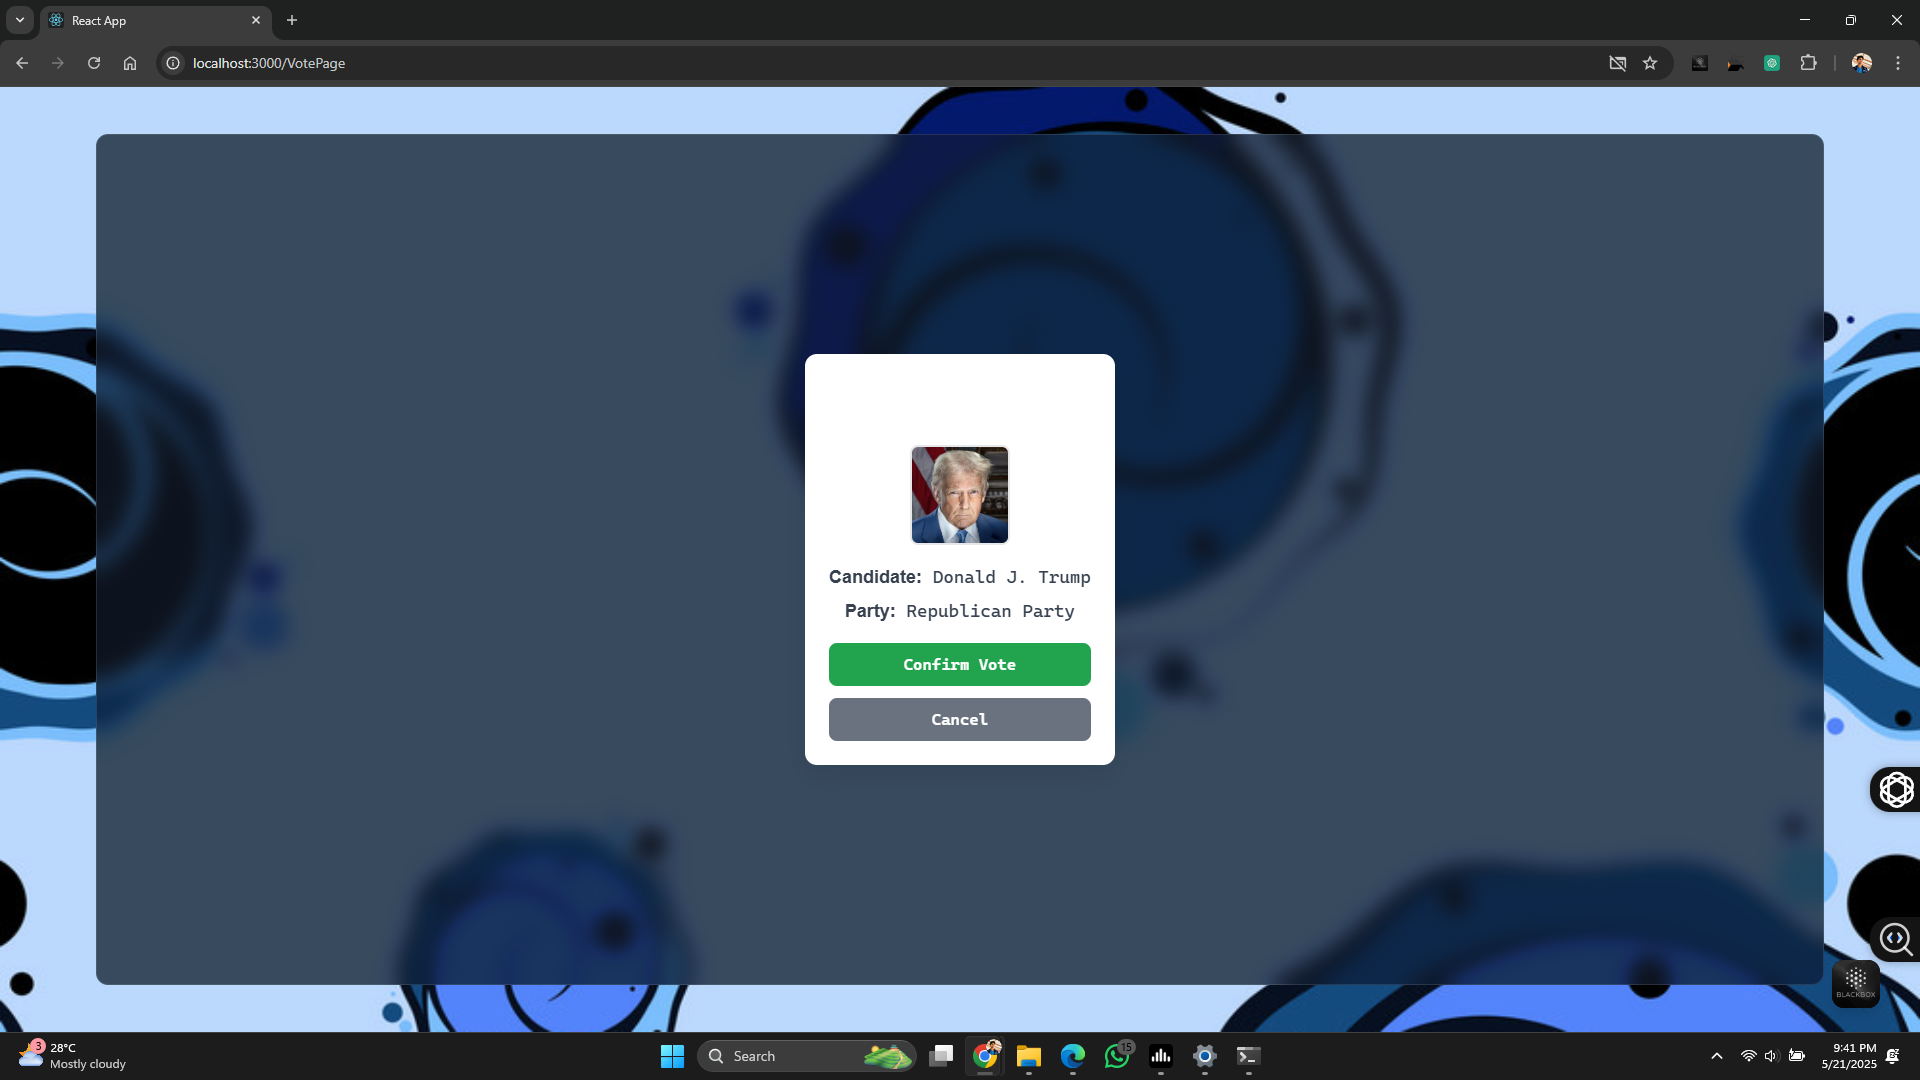 React App
localhost:3000/VotePage
Candidate: Donald J. Trump
Party: Republican Party
Confirm Vote
Cancel
BLACKBOX
3
28°C
Mostly cloudy
Search
15
9:41 PM
5/21/2025